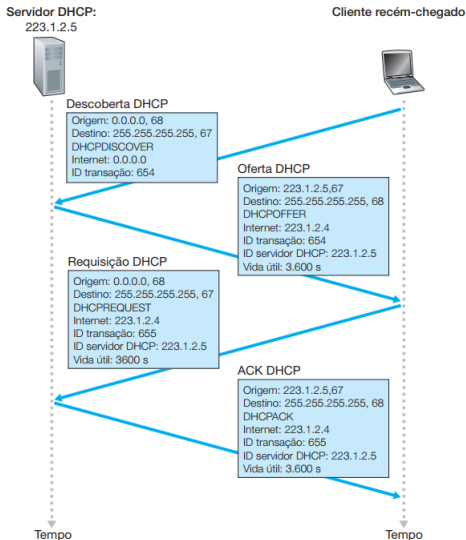 Servidor DHCP:
223.1.2.5
Cliente recém-chegado
Descoberta DHCP
Origem: 0.0.0.0, 68
Destino: 255.255.255.255, 67
DHCPDISCOVER
Internet: 0.0.0.0
ID transação: 654
Oferta DHCP
Origem: 223.1.2.5,67
Destino: 255.255.255.255, 68
DHCPOFFER
Internet: 223.1.2.4
ID transação: 654
ID servidor DHCP: 223.1.2.5
Vida útil: 3.600 s
Requisição DHCP
Origem: 0.0.0.0, 68
Destino: 255.255.255.255, 67
DHCPREQUEST
Internet: 223.1.2.4
ID transação: 655
ID servidor DHCP: 223.1.2.5
Vida útil: 3600 s
ACK DHCP
Origem: 223.1.2.5,67
Destino: 255.255.255.255, 68
DHCPACK
Internet: 223.1.2.4
ID transação: 655
ID servidor DHCP: 223.1.2.5
Vida útil: 3.600 s
Tempo
Tempo